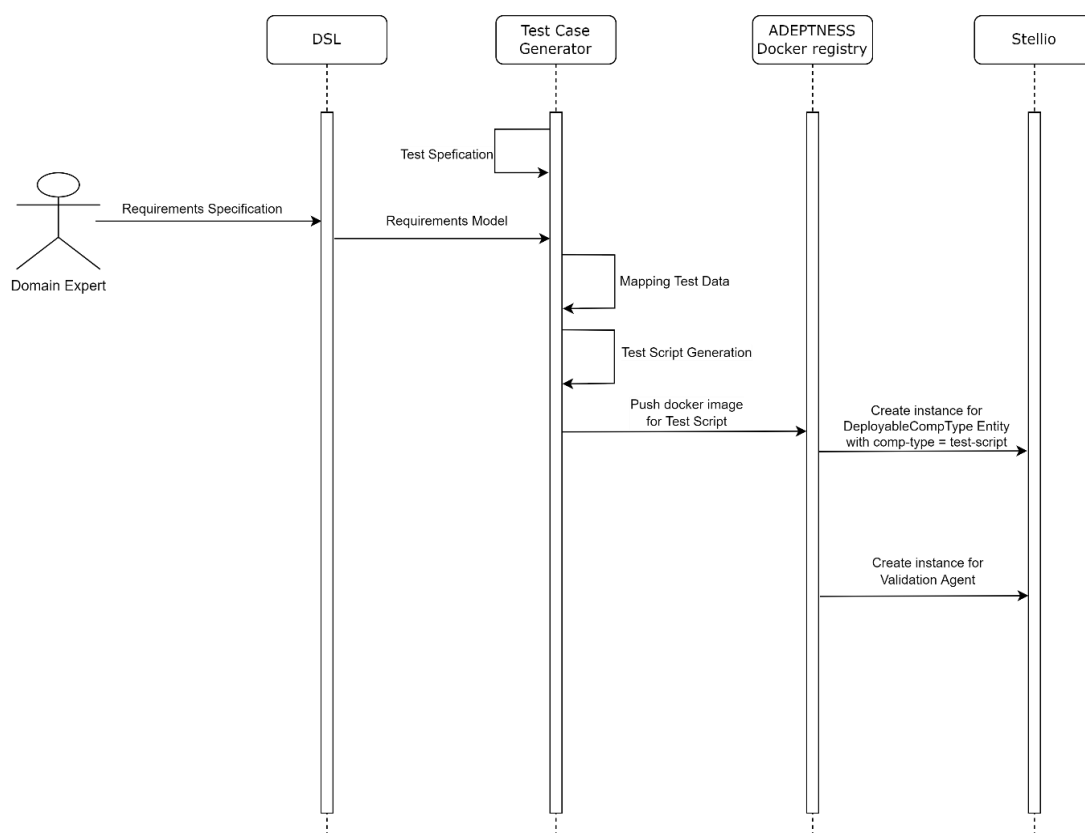 DSL
Test Case
Generator
ADEPTNESS
Docker registry
Stellio
Test Spefication
Requirements Specification
Requirements Model
Domain Expert
Mapping Test Data
Test Script Generation
Push docker image
for Test Script
Create instance for
DeployableCompType Entity
with comp-type = test-script
Create instance for
Validation Agent